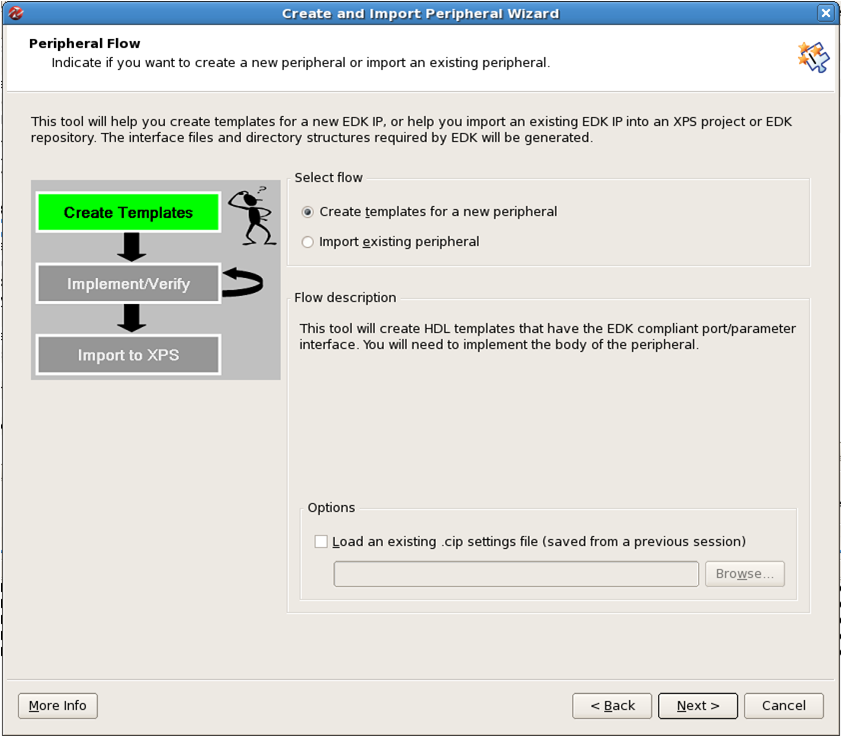 Create and Import Peripheral Wizard
Peripheral Flow
Indicate if you want to create a new peripheral or import an existing peripheral.
This tool will help you create templates for a new EDK IP, or help you import an existing EDK IP into an XPS project or EDK
repository. The interface files and directory structures required by EDK will be generated.
Create Templates
?
Implement/Verify
Import to XPS
Select flow
Create templates for a new peripheral
Import existing peripheral
Flow description
This tool will create HDL templates that have the EDK compliant port/parameter
interface. You will need to implement the body of the peripheral.
Options
Load an existing .cip settings file (saved from a previous session)
Browse...
More Info
< Back
Next >
Cancel